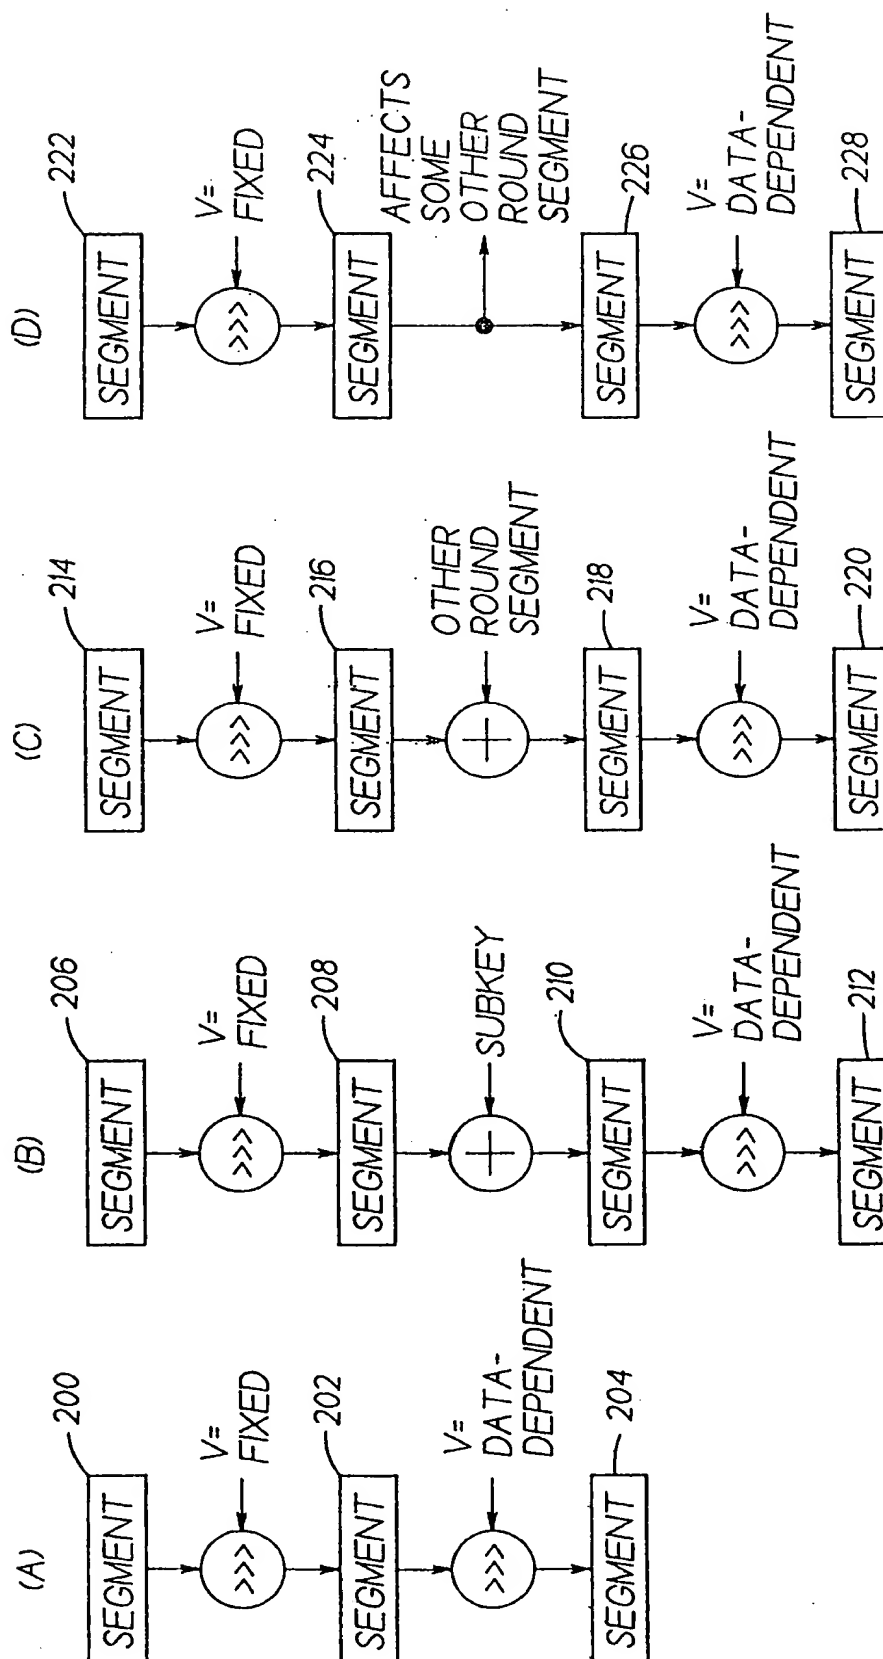 (A)
200
SEGMENT
>>>
V=
FIXED
202
SEGMENT
>>>
V=
DATA-
DEPENDENT
204
SEGMENT
(B)
206
SEGMENT
>>>
V=
FIXED
208
SEGMENT
+
SUBKEY
210
SEGMENT
>>>
V=
DATA-
DEPENDENT
212
SEGMENT
(C)
214
SEGMENT
>>>
V=
FIXED
216
SEGMENT
+
OTHER
ROUND
SEGMENT
218
SEGMENT
>>>
V=
DATA-
DEPENDENT
220
SEGMENT
(D)
222
SEGMENT
>>>
V=
FIXED
224
SEGMENT
AFFECTS
SOME
OTHER
ROUND
SEGMENT
226
SEGMENT
>>>
V=
DATA-
DEPENDENT
228
SEGMENT